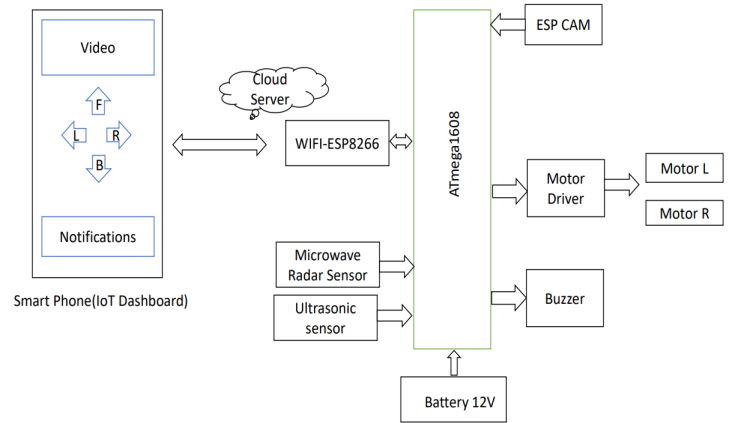 Video
F
L
R
B
Notifications
Smart Phone(IoT Dashboard)
Cloud
Server
WIFI-ESP8266
Microwave
Radar Sensor
Ultrasonic
sensor
ATmega1608
ESP CAM
Motor
Driver
Motor L
Motor R
Buzzer
Battery 12V